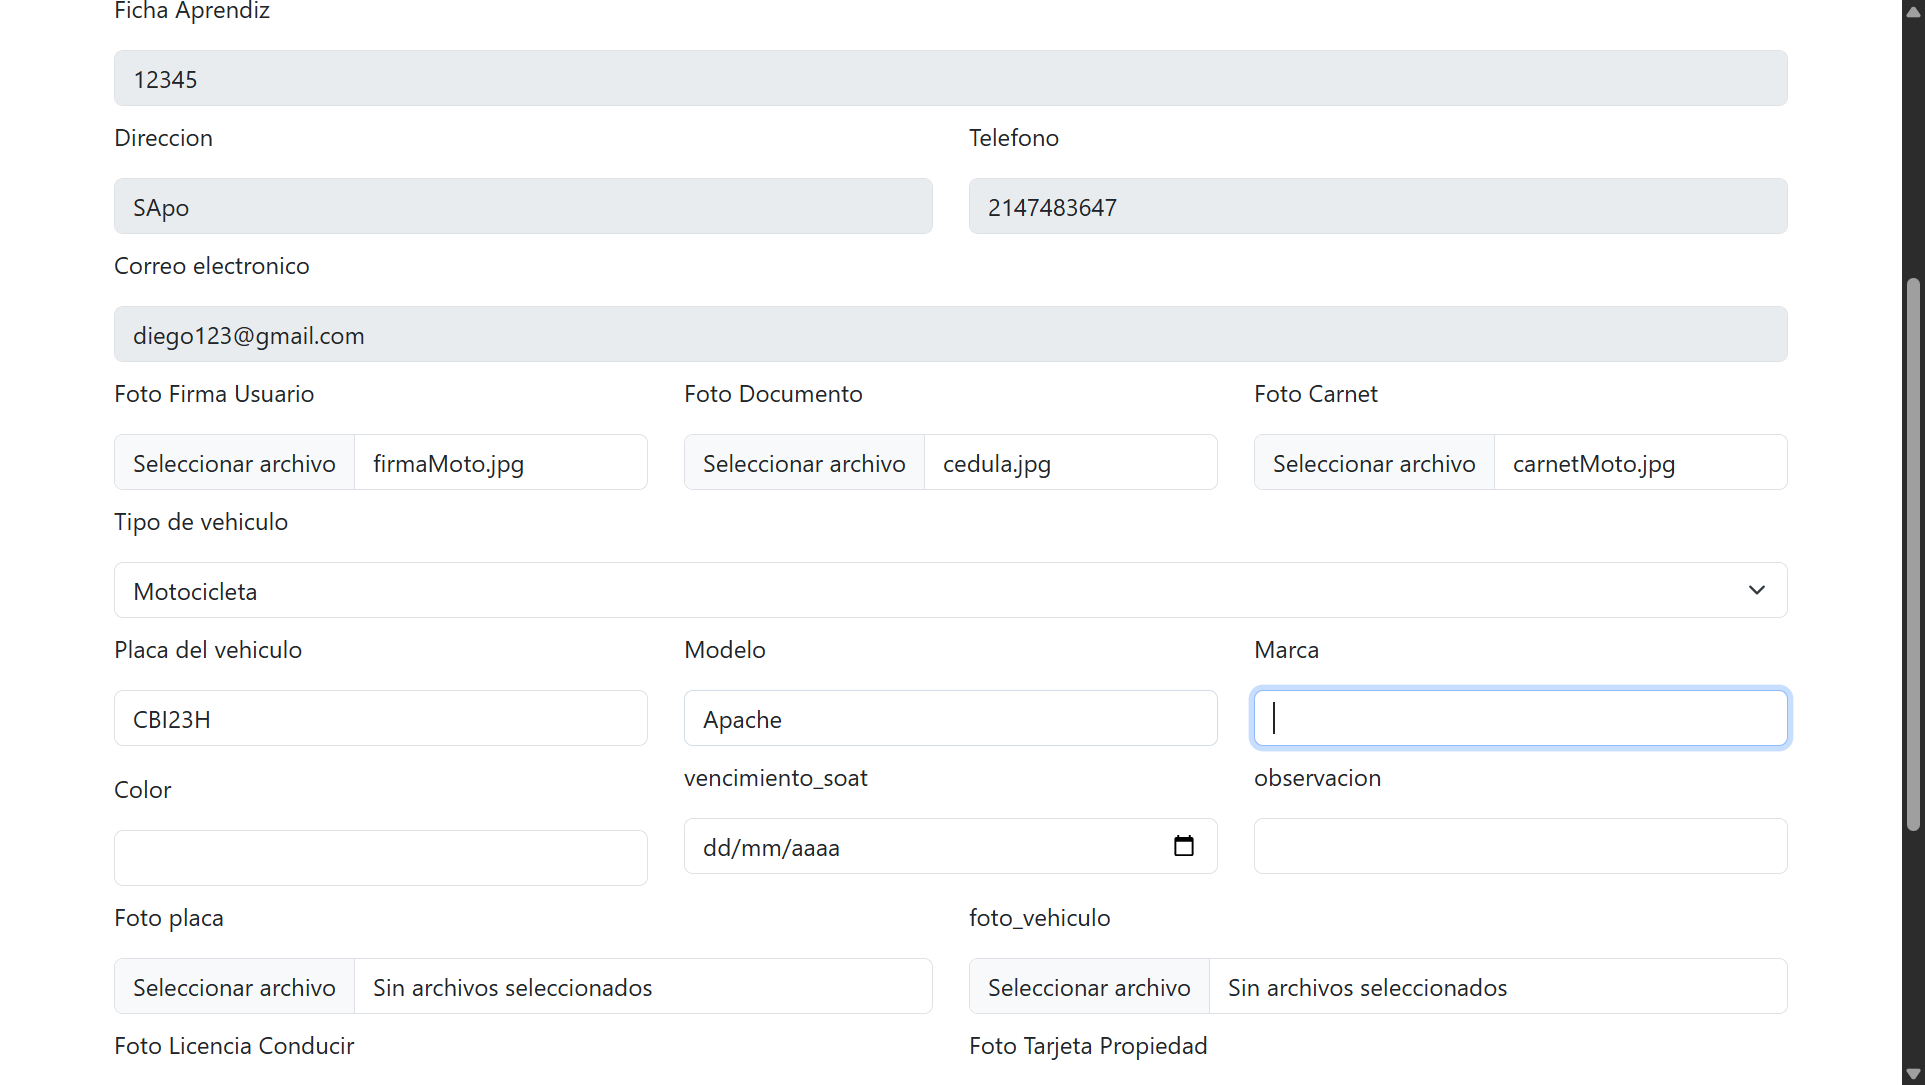 Ficha Aprendiz
12345
Direccion
Telefono
SApo
2147483647
Correo electronico
diego123@gmail.com
Foto Firma Usuario
Foto Documento
Foto Carnet
Seleccionar archivo firmaMoto.jpg
Seleccionar archivo cedula.jpg
Seleccionar archivo carnetMoto.jpg
Tipo de vehiculo
Motocicleta
Placa del vehiculo
Modelo
Marca
CBI23H
Apache
Color
vencimiento_soat
observacion
dd/mm/aaaa
Foto placa
foto_vehiculo
Seleccionar archivo Sin archivos seleccionados
Seleccionar archivo Sin archivos seleccionados
Foto Licencia Conducir
Foto Tarjeta Propiedad